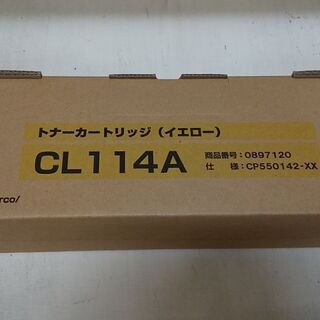 トナーカートリッジ（イエロー）
CL114A
商品番号：0897120
仕　様：CP550142-XX
rco/